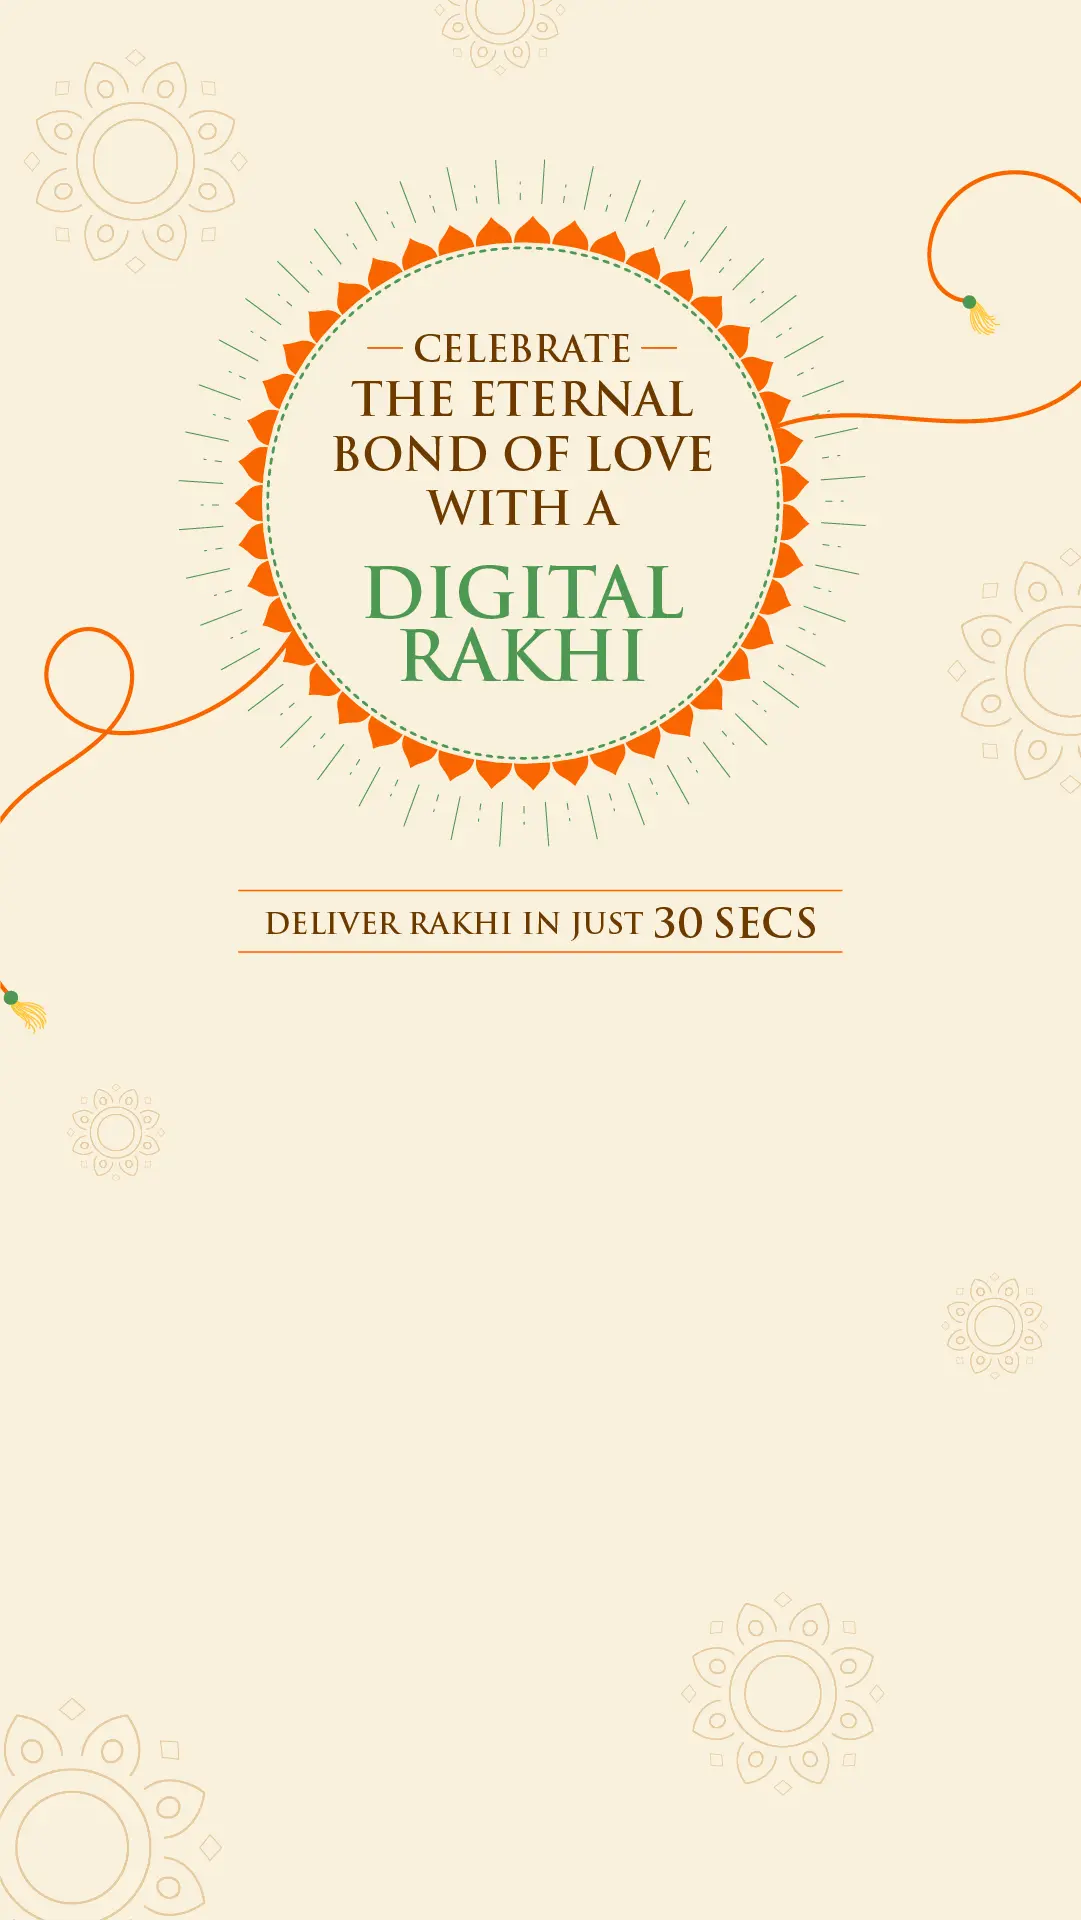 CELEBRATE
THE ETERNAL
BOND OF LOVE
WITH A
DIGITAL
RAKHI
DELIVER RAKHI IN JUST 30 SECS